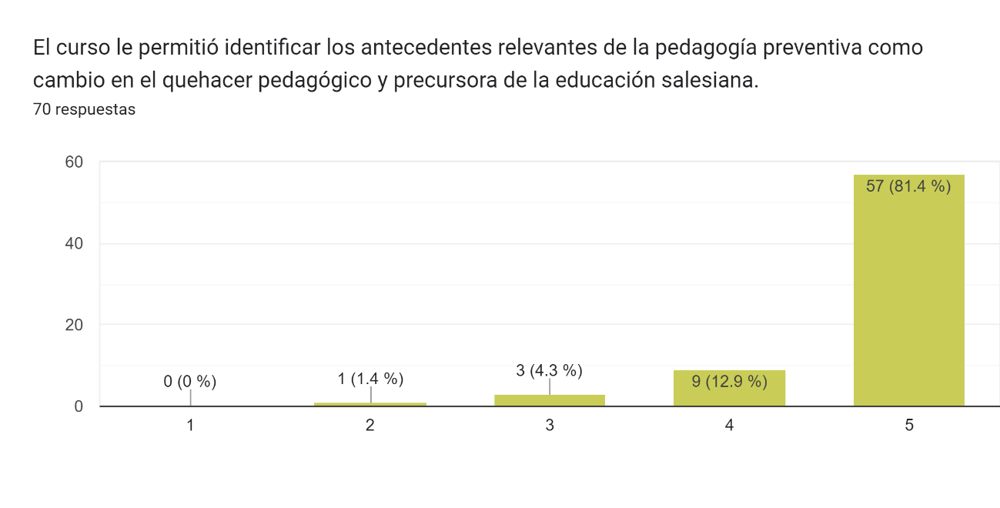 El curso le permitió identificar los antecedentes relevantes de la pedagogía preventiva como
cambio en el quehacer pedagógico y precursora de la educación salesiana.
70 respuestas
60
40
20
0
0 (0 %)
1 (1.4 %)
3 (4.3 %)
9 (12.9 %)
57 (81.4 %)
1
2
3
4
5